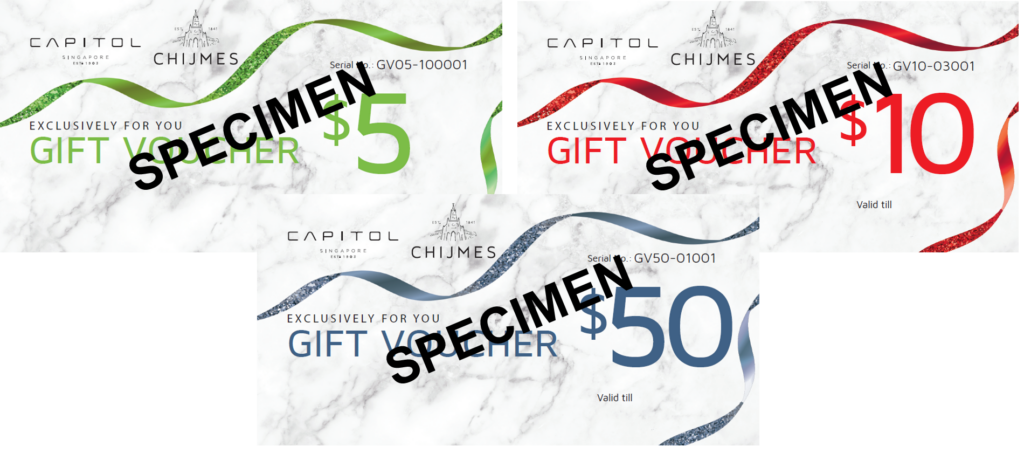 CAPITOL
SINGAPORE
CHIJMES
Serial No.: GV05-100001
EXCLUSIVELY FOR YOU
GIFT VOUCHER
$5
SPECIMEN
CAPITOL
SINGAPORE
CHIJMES
Serial No.: GV10-03001
EXCLUSIVELY FOR YOU
GIFT VOUCHER
$10
SPECIMEN
Valid till
CAPITOL
SINGAPORE
CHIJMES
Serial No.: GV50-01001
EXCLUSIVELY FOR YOU
GIFT VOUCHER
$50
SPECIMEN
Valid till